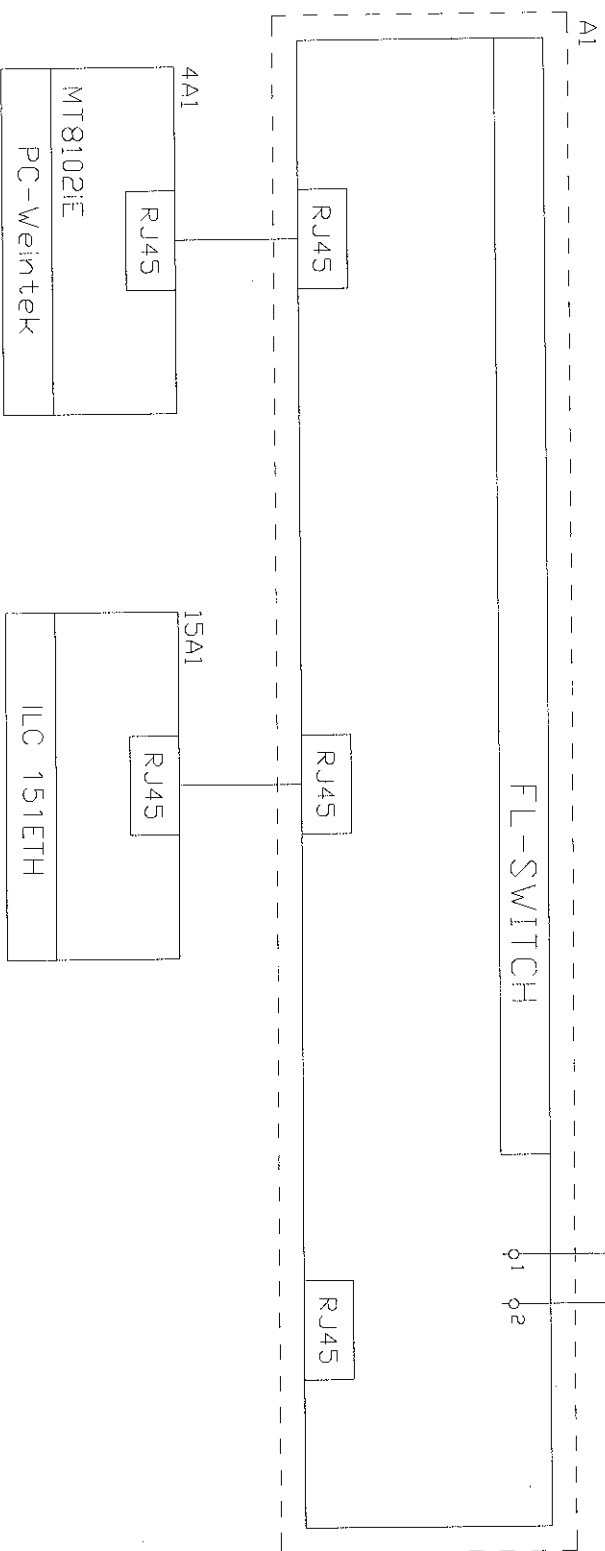 A1
FL-SWITCH
1
2
RJ45
RJ45
RJ45
4A1
RJ45
MT8102IE
PC-Weintek
15A1
RJ45
ILC 151ETH